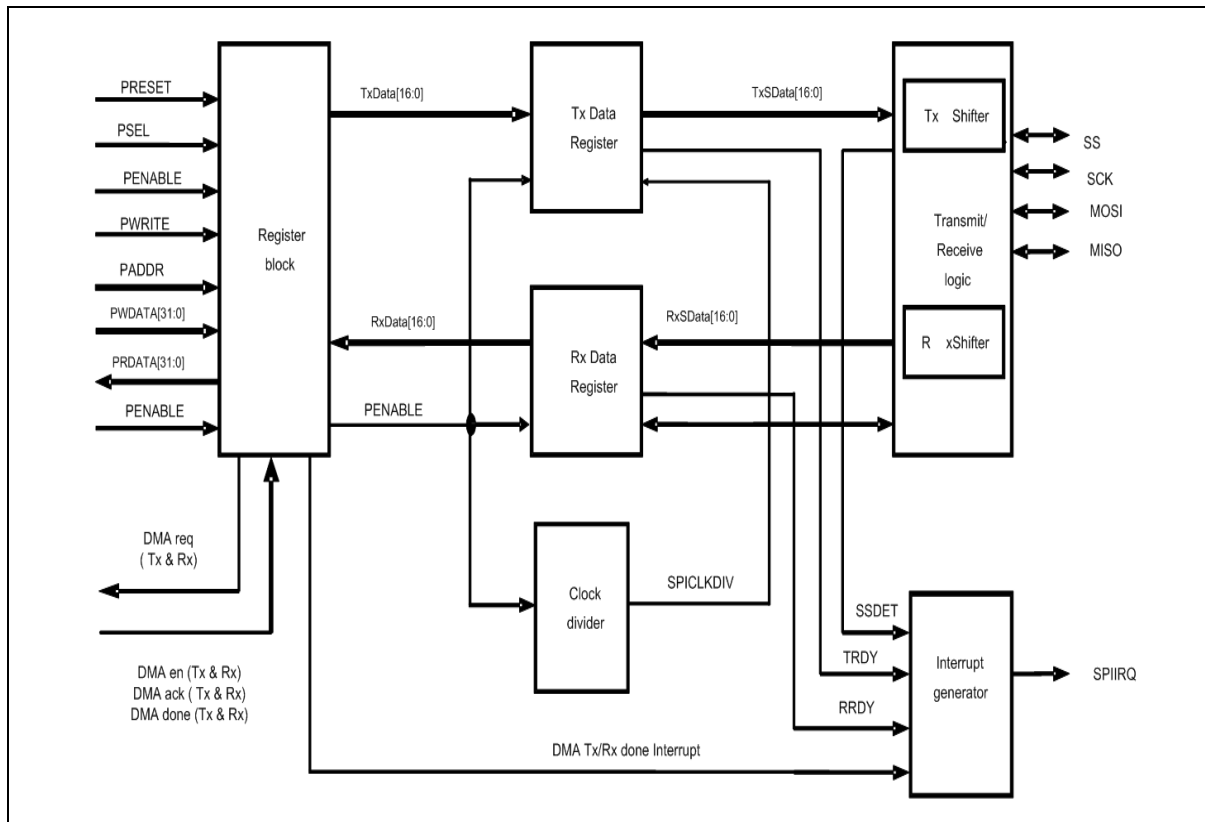 PRESET
PSEL
PENABLE
PWRITE
PADDR
PWDATA[31:0]
PRDATA[31:0]
PENABLE
Register
block
TxData[16:0]
RxData[16:0]
PENABLE
Tx Data
Register
Rx Data
Register
TxSData[16:0]
RxSData[16:0]
Tx Shifter
Transmit/
Receive
logic
R xShifter
SS
SCK
MOSI
MISO
DMA req
( Tx & Rx)
DMA en (Tx & Rx)
DMA ack ( Tx & Rx)
DMA done (Tx & Rx)
Clock
divider
SPICLKDIV
SSDET
TRDY
RRDY
DMA Tx/Rx done Interrupt
Interrupt
generator
SPIIRQ